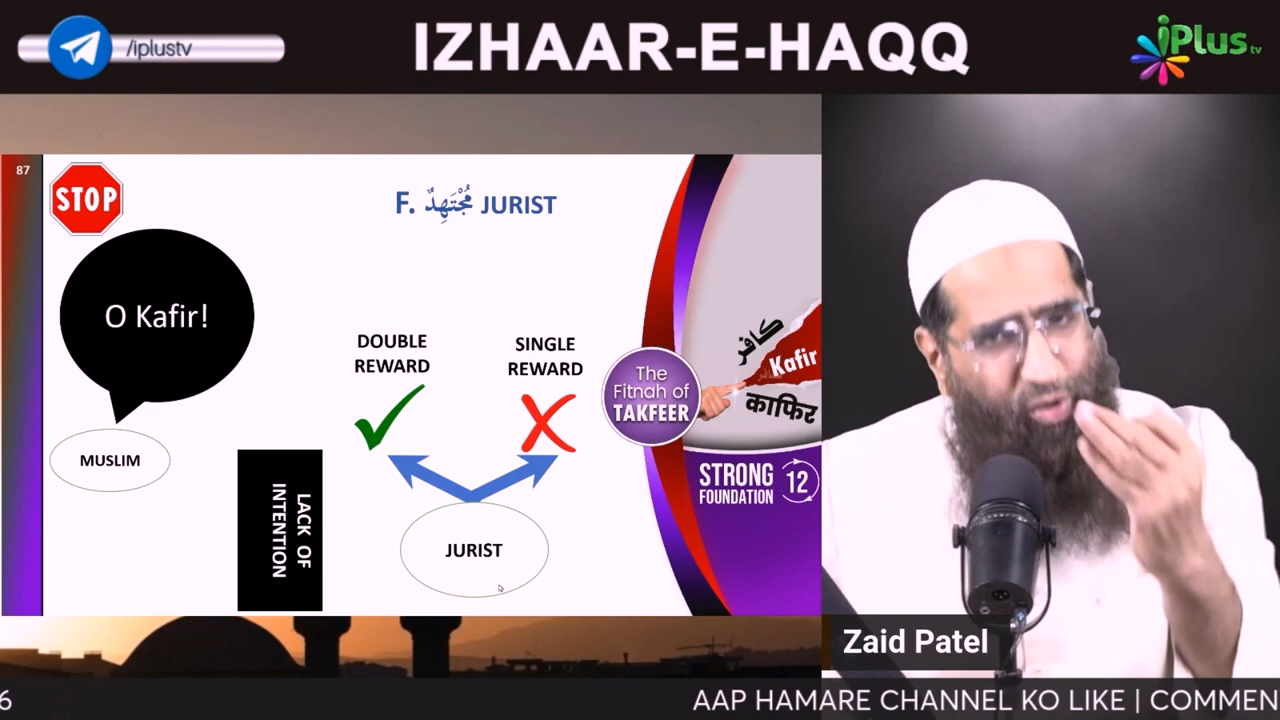 /iplustv
IZHAAR-E-HAQQ
iPlus tv
87
STOP
F. مُجْتَهِدٌ JURIST
O Kafir!
MUSLIM
DOUBLE
REWARD
SINGLE
REWARD
LACK OF
INTENTION
JURIST
The
Fitnah of
TAKFEER
كافر
Kafir
काफिर
STRONG
FOUNDATION 12
Zaid Patel
6
AAP HAMARE CHANNEL KO LIKE | COMMEN